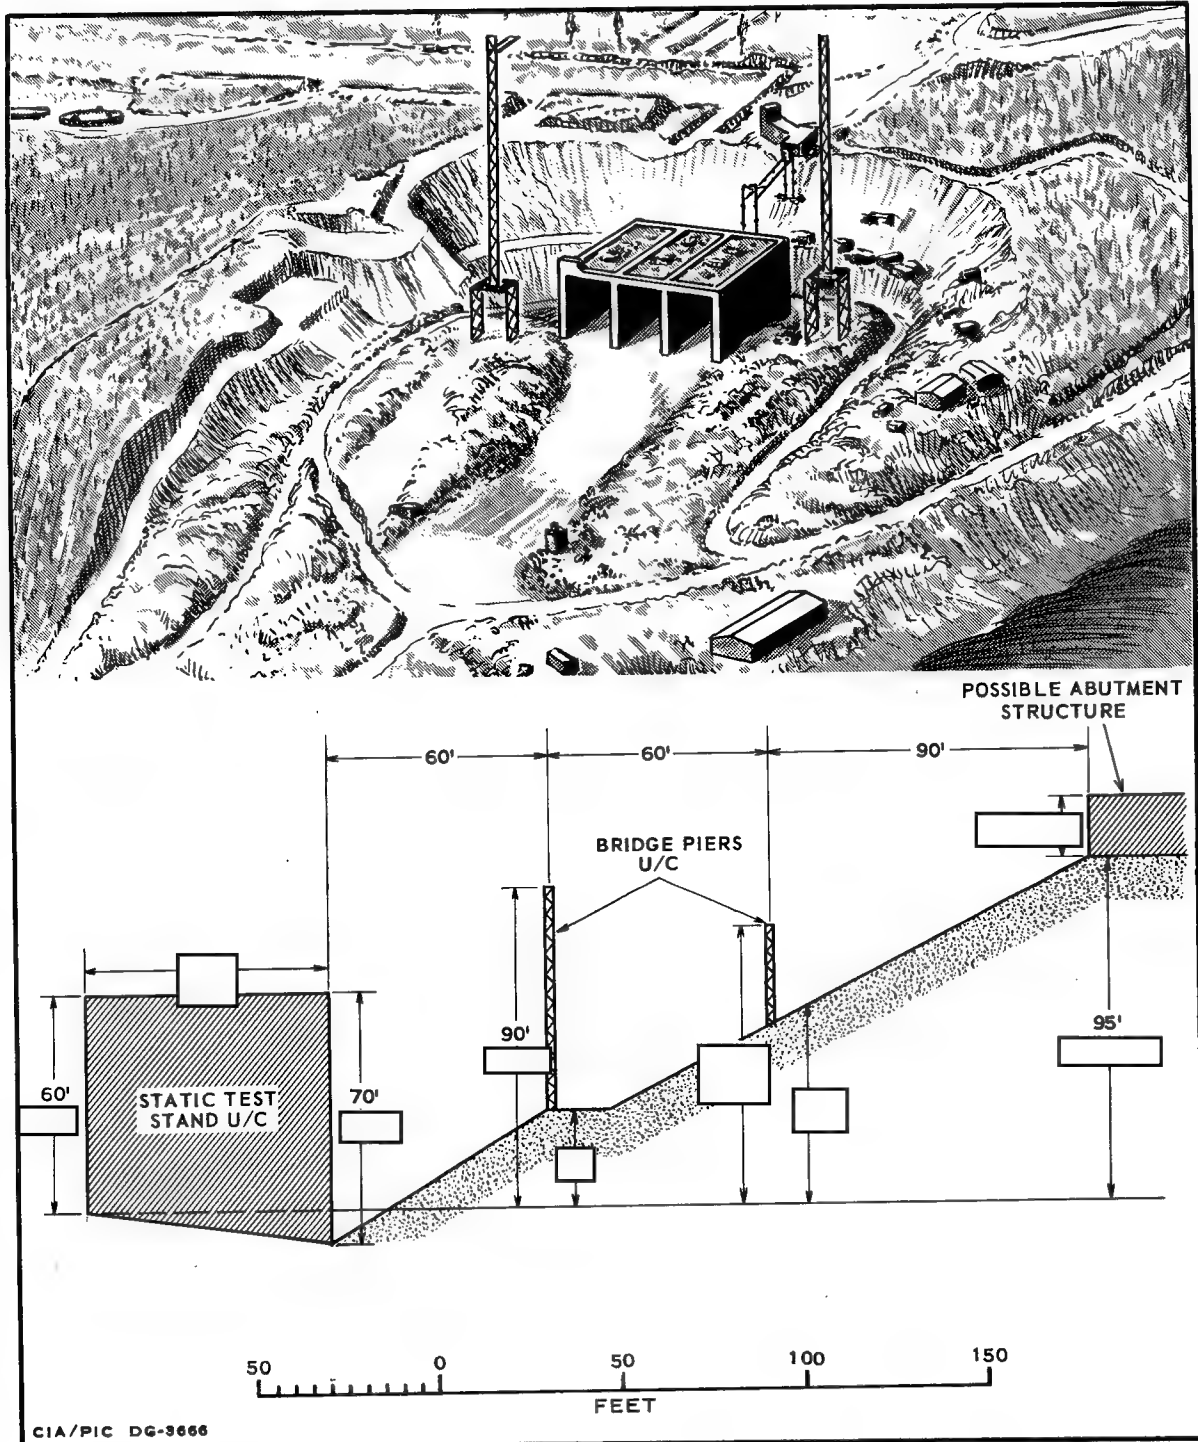 POSSIBLE ABUTMENT
STRUCTURE
60'
60'
90'
BRIDGE PIERS
U/C
90'
95'
60'
STATIC TEST
STAND U/C
70'
50 0 50 100 150
FEET
CIA/PIC DG-3666